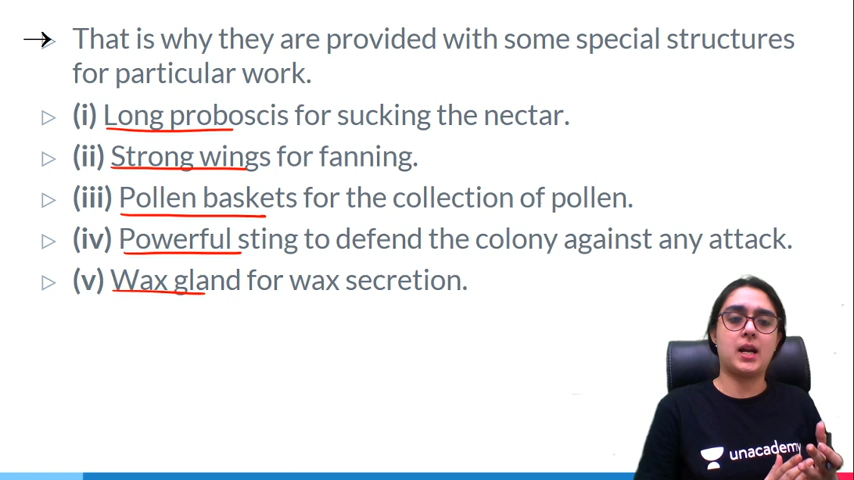 That is why they are provided with some special structures
for particular work.
(i) Long proboscis for sucking the nectar.
(ii) Strong wings for fanning.
(iii) Pollen baskets for the collection of pollen.
(iv) Powerful sting to defend the colony against any attack.
(v) Wax gland for wax secretion.
unacademy